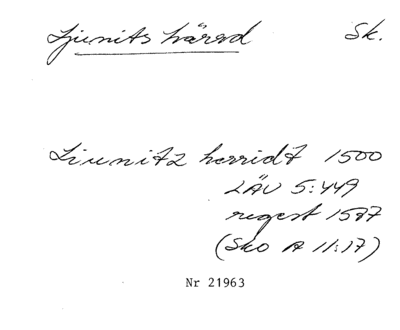 Ljunits härad Sk.
Liunitz herridt 1500
LÄU 5:449
regest 1587
(Sko A 11:17)
Nr 21963